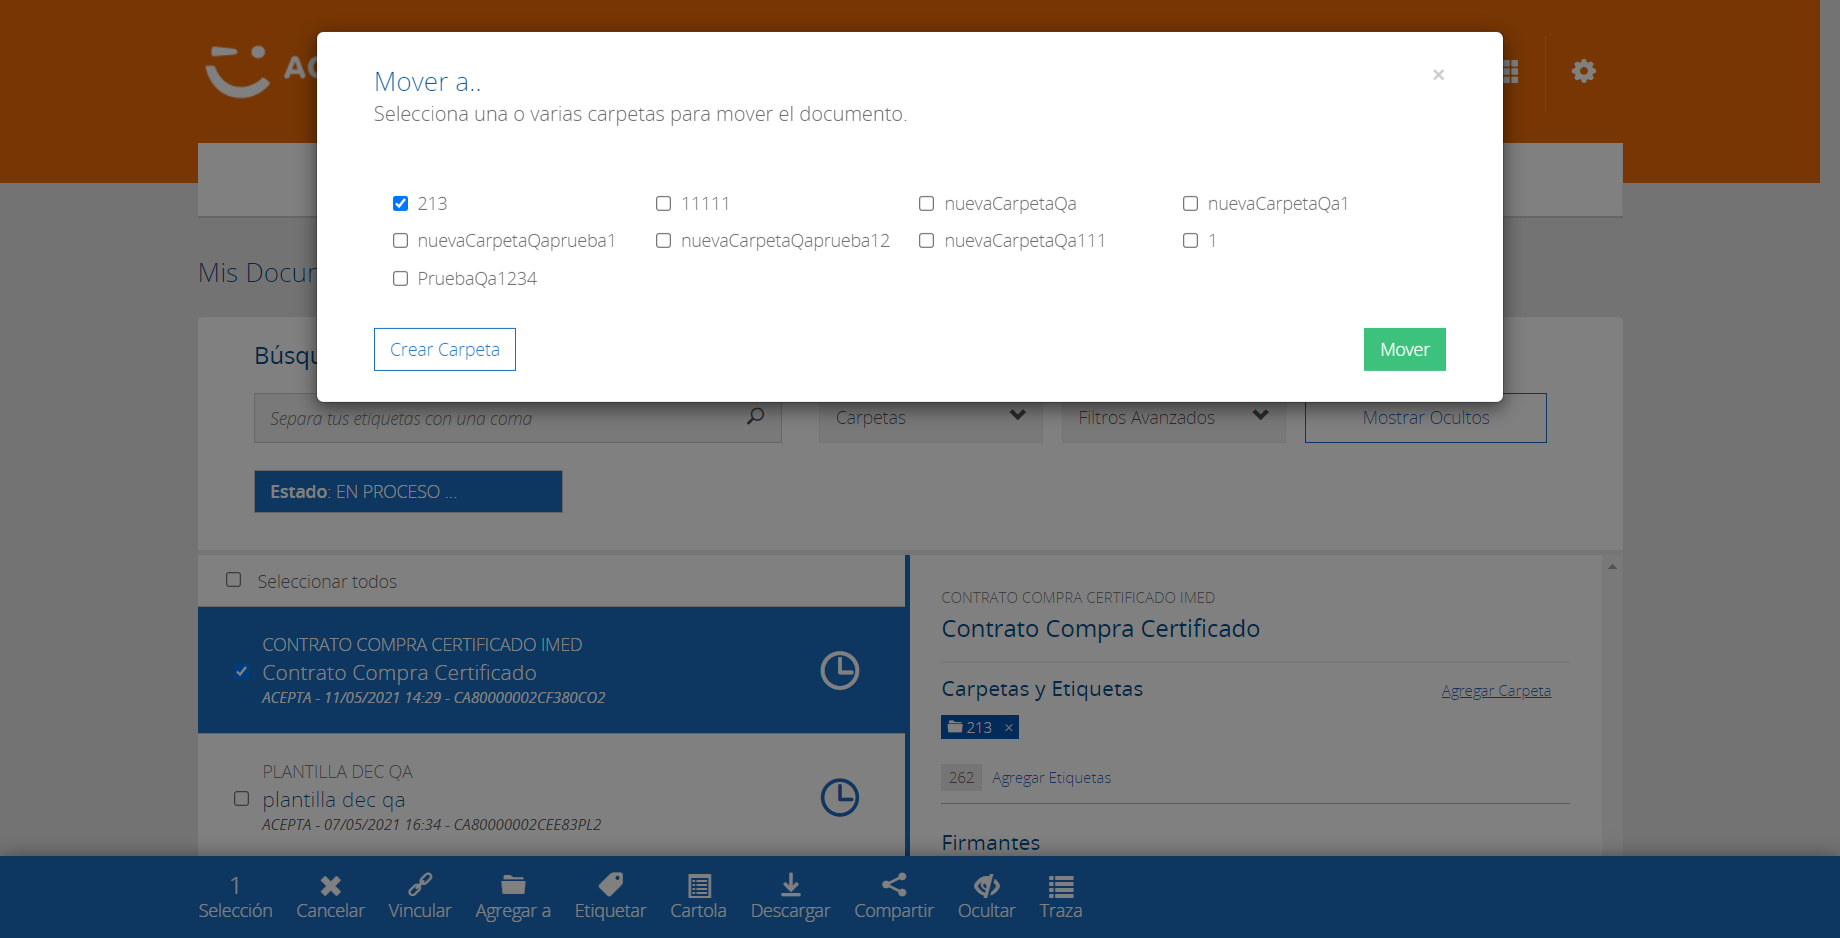 Mover a..
×
Selecciona una o varias carpetas para mover el documento.
213
11111
nuevaCarpetaQa
nuevaCarpetaQa1
nuevaCarpetaQaprueba1
nuevaCarpetaQaprueba12
nuevaCarpetaQa111
1
PruebaQa1234
Crear Carpeta
Mover
Separa tus etiquetas con una coma
Carpetas
Filtros Avanzados
Mostrar Ocultos
Estado: EN PROCESO ...
Seleccionar todos
CONTRATO COMPRA CERTIFICADO IMED
Contrato Compra Certificado
ACEPTA - 11/05/2021 14:29 - CA80000002CF380CO2
PLANTILLA DEC QA
plantilla dec qa
ACEPTA - 07/05/2021 16:34 - CA80000002CEE83PL2
CONTRATO COMPRA CERTIFICADO IMED
Contrato Compra Certificado
Carpetas y Etiquetas
Agregar Carpeta
213 ×
262
Agregar Etiquetas
Firmantes
1
Selección
Cancelar
Vincular
Agregar a
Etiquetar
Cartola
Descargar
Compartir
Ocultar
Traza